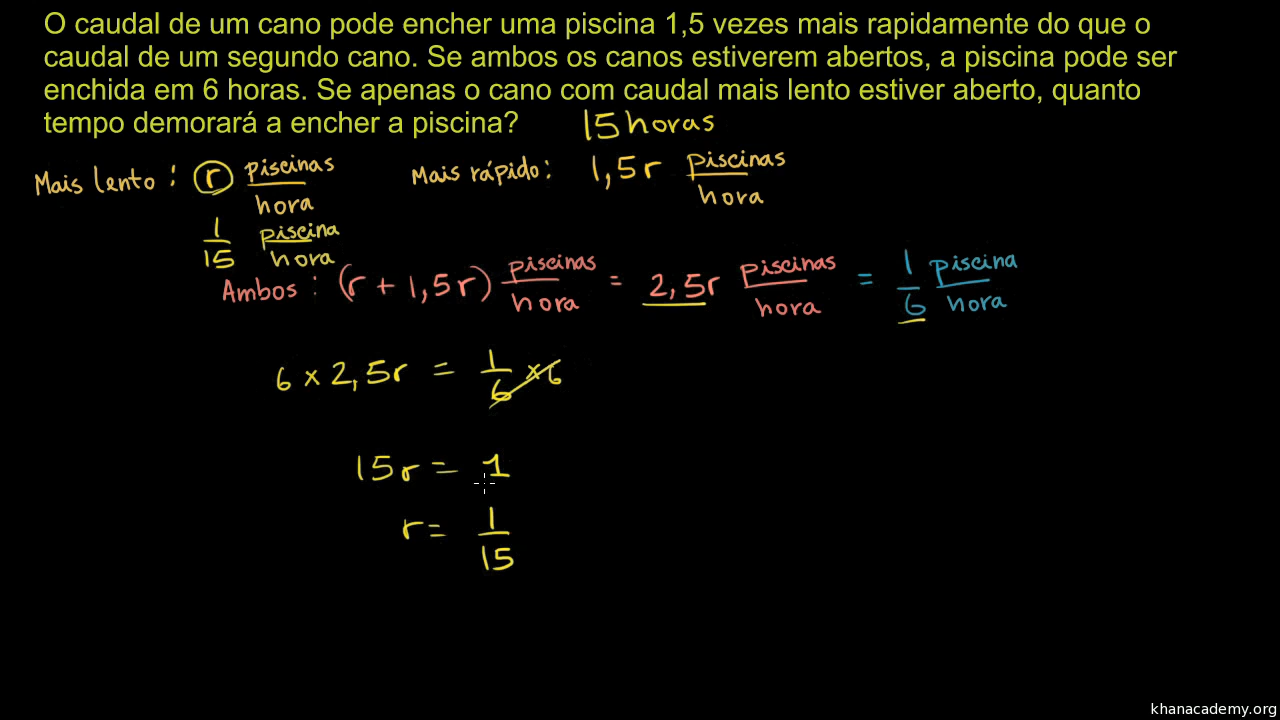 O caudal de um cano pode encher uma piscina 1,5 vezes mais rapidamente do que o
caudal de um segundo cano. Se ambos os canos estiverem abertos, a piscina pode ser
enchida em 6 horas. Se apenas o cano com caudal mais lento estiver aberto, quanto
tempo demorará a encher a piscina? 15 horas
Mais lento: r piscinas/hora Mais rápido: 1,5r piscinas/hora
1/15 piscina/hora
Ambos: (r + 1,5r) piscinas/hora = 2,5r piscinas/hora = 1/6 piscina/hora
6 × 2,5r = 1/6 × 6
15r = 1
r = 1/15
khanacademy.org